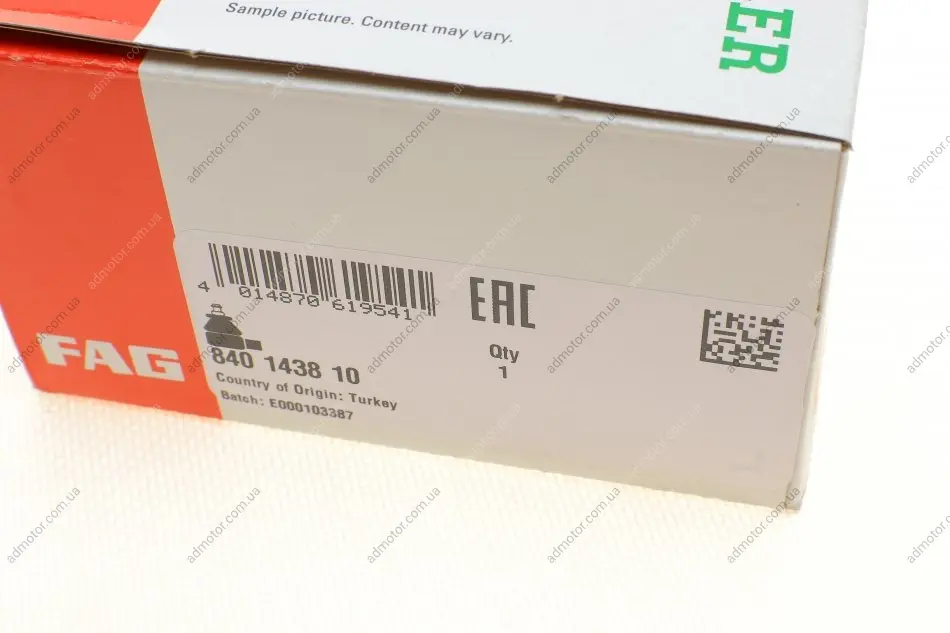 Sample picture. Content may vary.
ER
4 014870 619541
EAC
840 1438 10
Qty
1
Country of Origin: Turkey
Batch: E000103387
FAG
admotor.com.ua